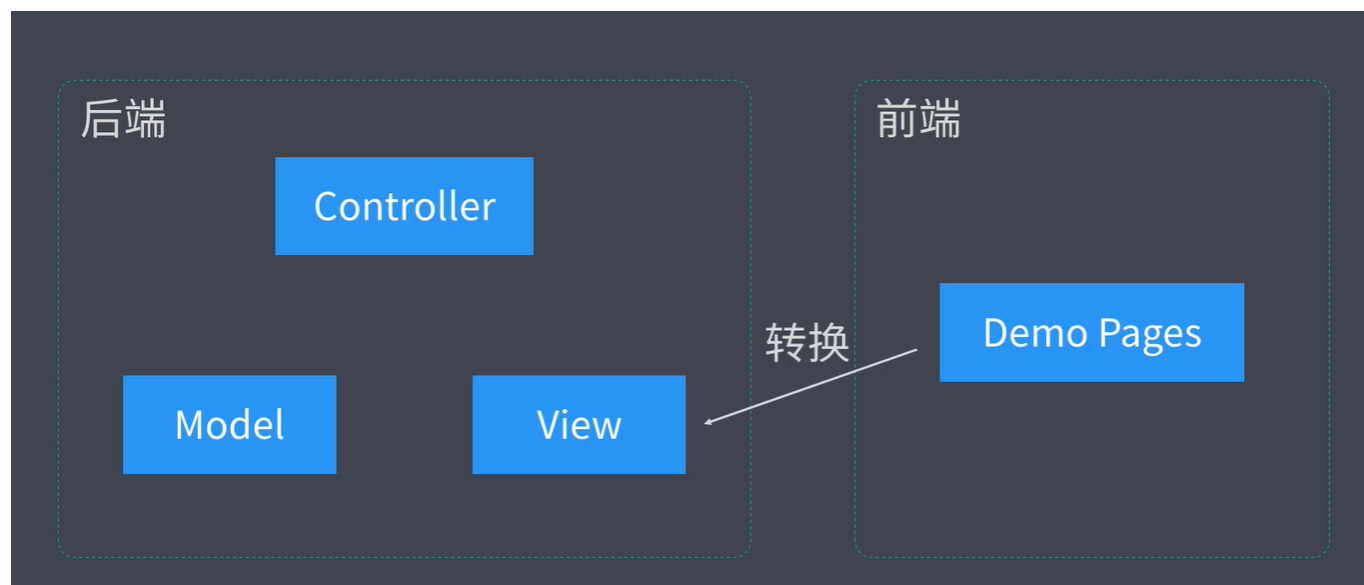 后端
Controller
Model
View
转换
前端
Demo Pages